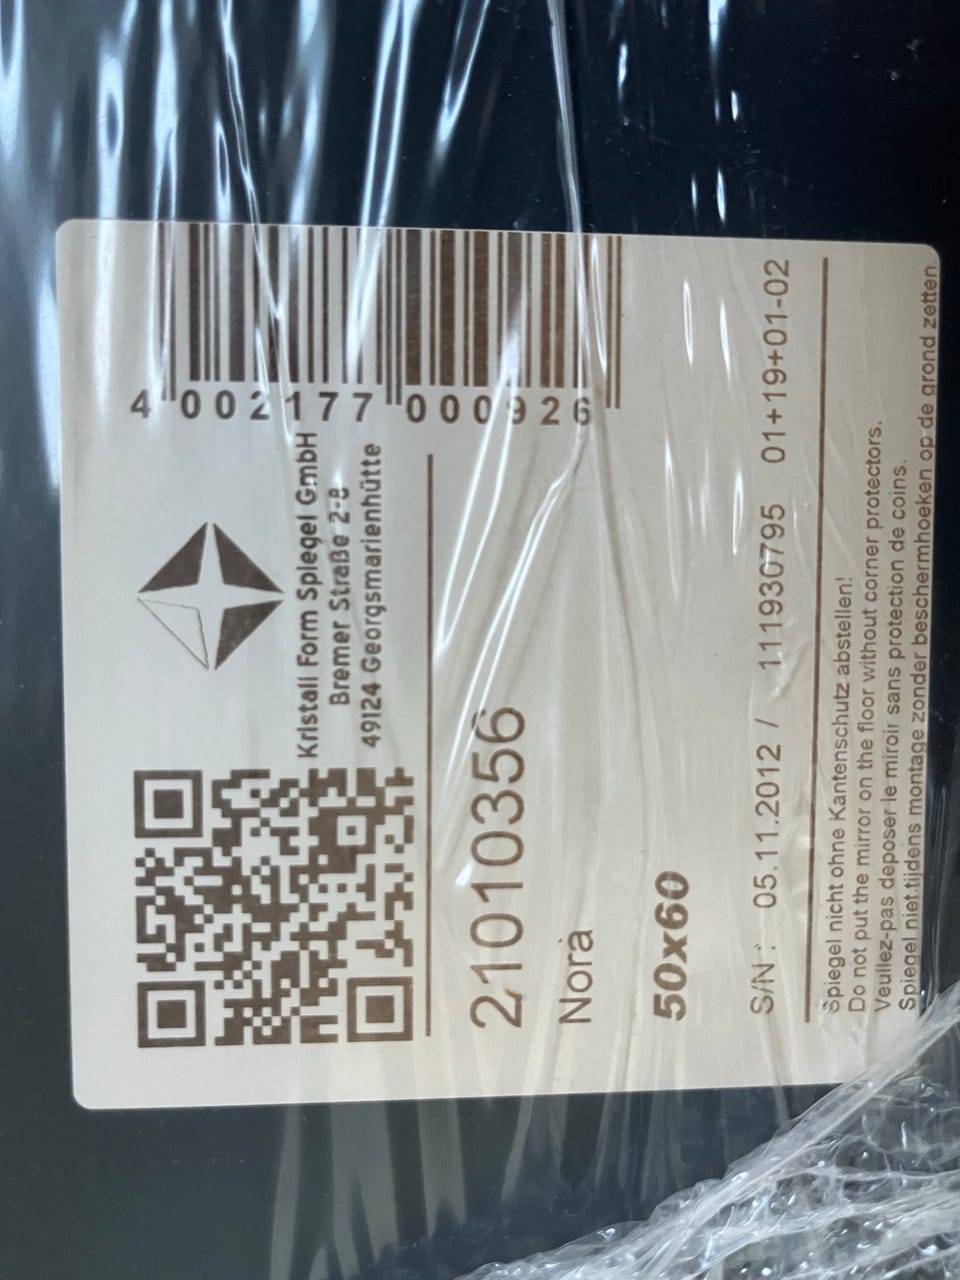 Kristall Form Spiegel GmbH
Bremer Straße 2-8
49124 Georgsmarienhütte
4 002177 000926
21010356
Nora
50x60
S/N : 05.11.2012 / 111930795 01+19+01-02
Spiegel nicht ohne Kantenschutz abstellen!
Do not put the mirror on the floor without corner protectors.
Veuillez-pas deposer le miroir sans protection de coins.
Spiegel niet tijdens montage zonder beschermhoeken op de grond zetten.